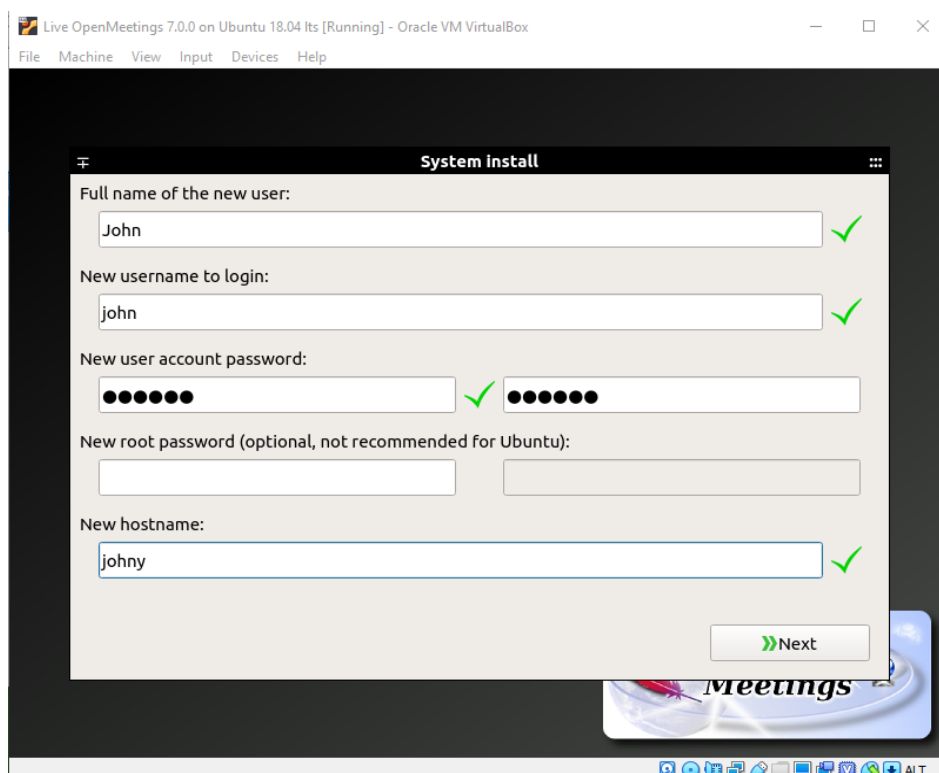 Live OpenMeetings 7.0.0 on Ubuntu 18.04 lts [Running] - Oracle VM VirtualBox
File Machine View Input Devices Help
System install
Full name of the new user:
John
New username to login:
john
New user account password:
●●●●●● ●●●●●●
New root password (optional, not recommended for Ubuntu):
New hostname:
johny
Next
Meetings
ALT